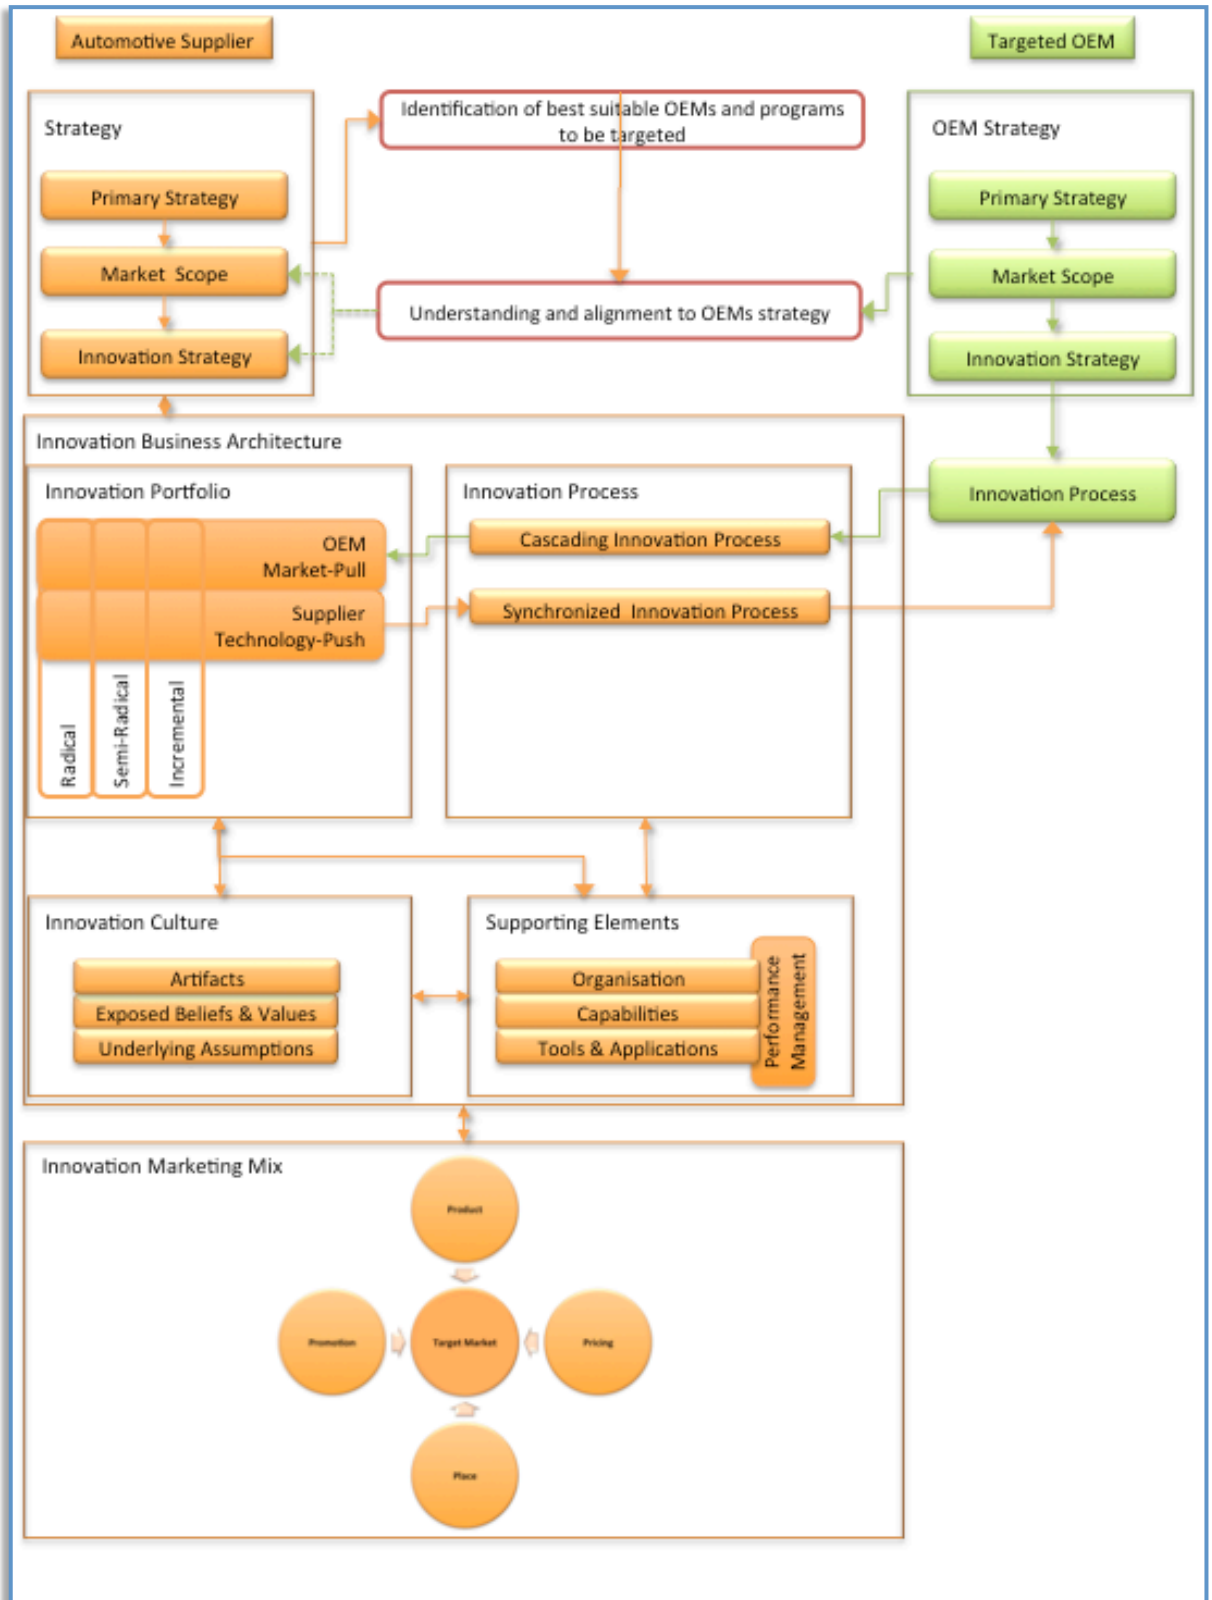 Automotive Supplier
Targeted OEM
Strategy
Primary Strategy
Market Scope
Innovation Strategy
Identification of best suitable OEMs and programs
to be targeted
Understanding and alignment to OEMs strategy
OEM Strategy
Primary Strategy
Market Scope
Innovation Strategy
Innovation Process
Innovation Business Architecture
Innovation Portfolio
OEM
Market-Pull
Supplier
Technology-Push
Radical
Semi-Radical
Incremental
Innovation Process
Cascading Innovation Process
Synchronized Innovation Process
Innovation Culture
Artifacts
Exposed Beliefs & Values
Underlying Assumptions
Supporting Elements
Organisation
Capabilities
Tools & Applications
Performance
Management
Innovation Marketing Mix
Product
Promotion
Target Market
Pricing
Place